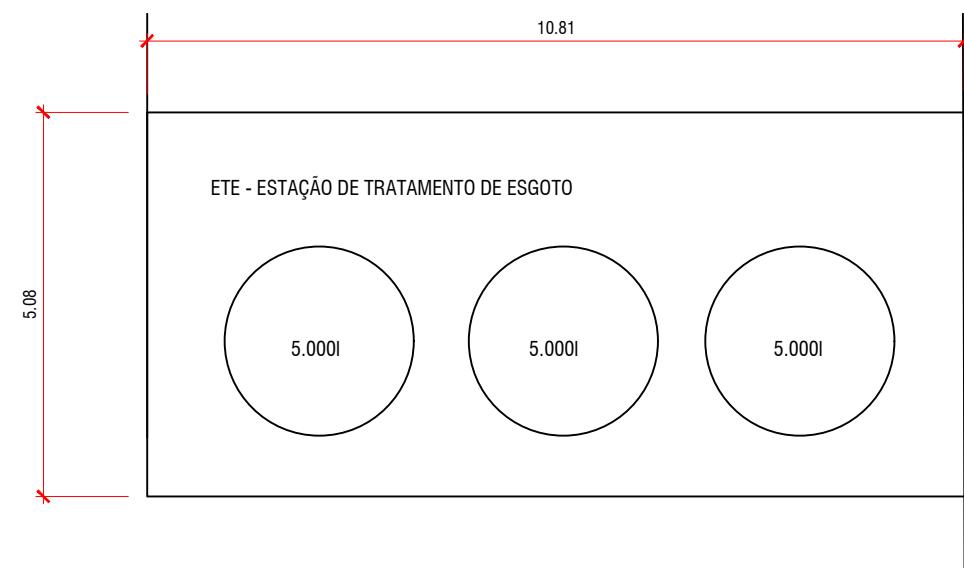 10.81
ETE - ESTAÇÃO DE TRATAMENTO DE ESGOTO
5.08
5.000l
5.000l
5.000l